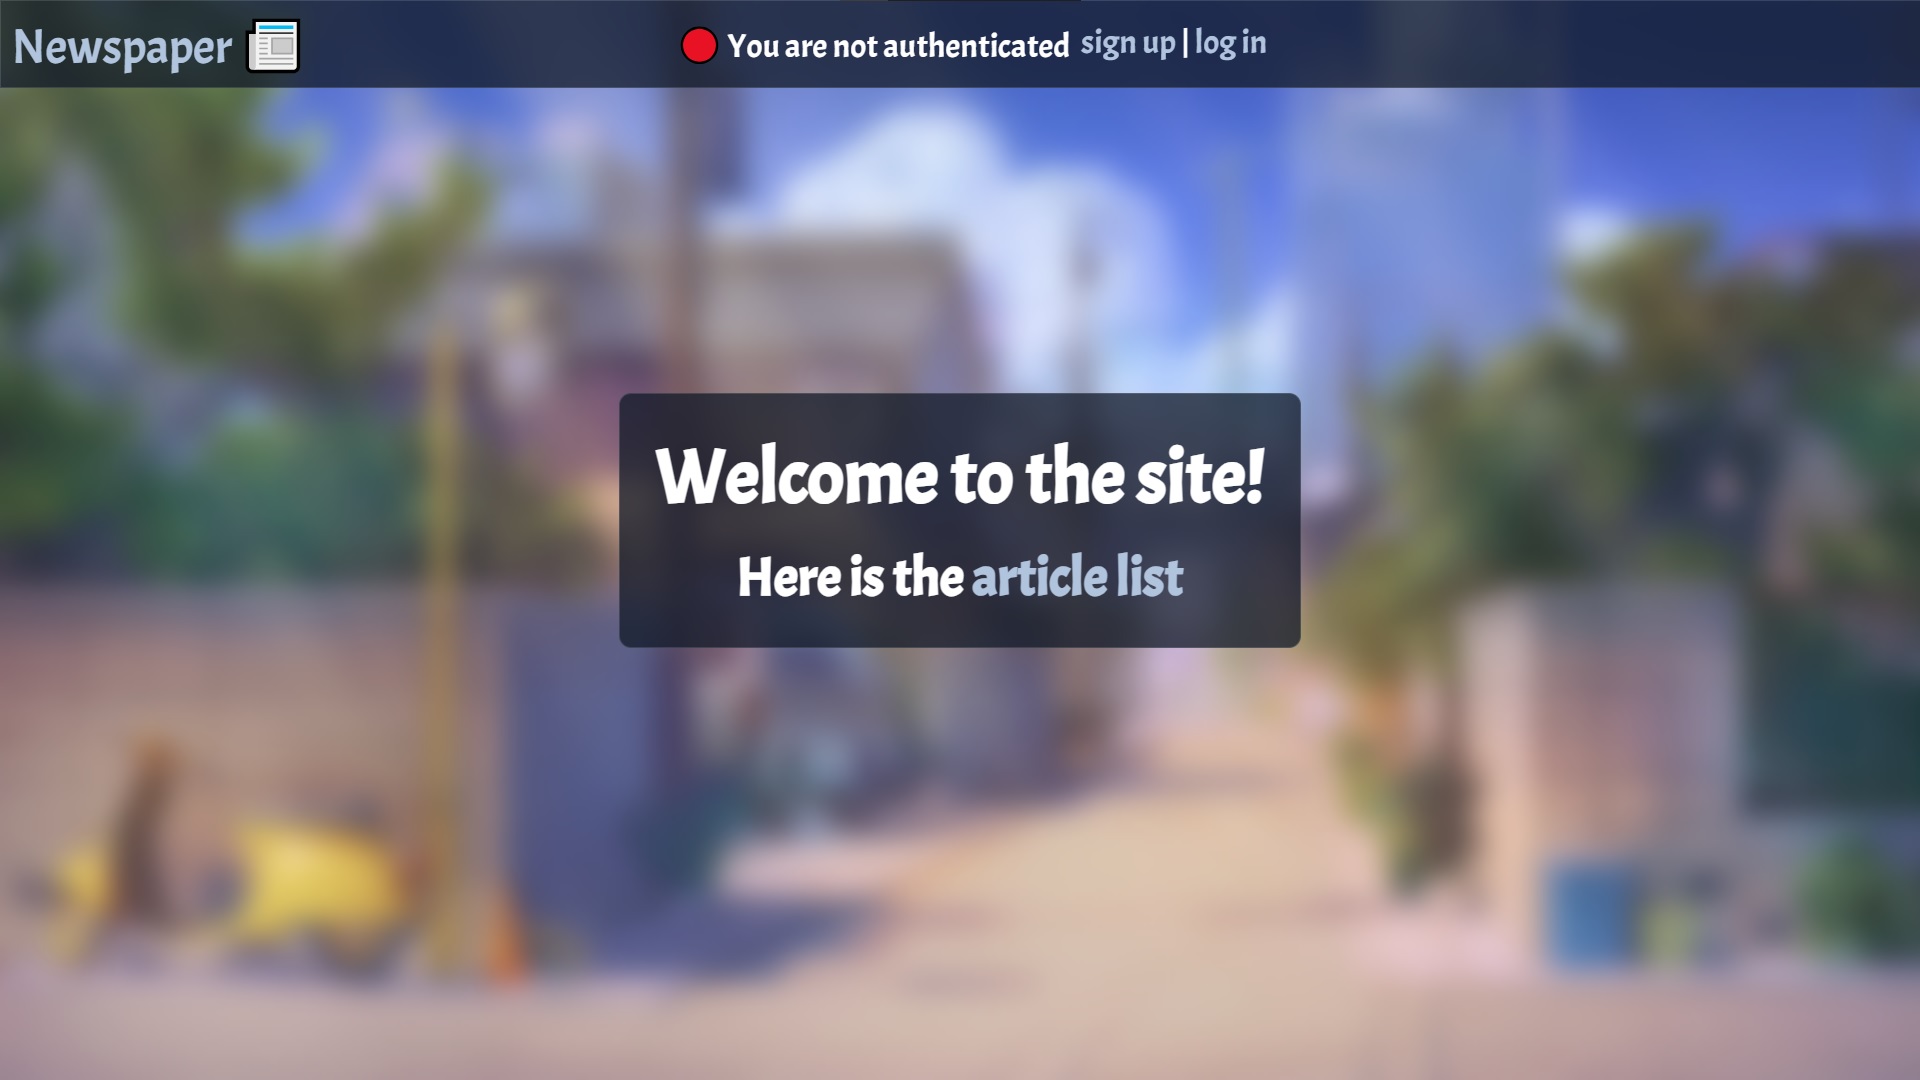 Newspaper
You are not authenticated sign up | log in
Welcome to the site!
Here is the article list